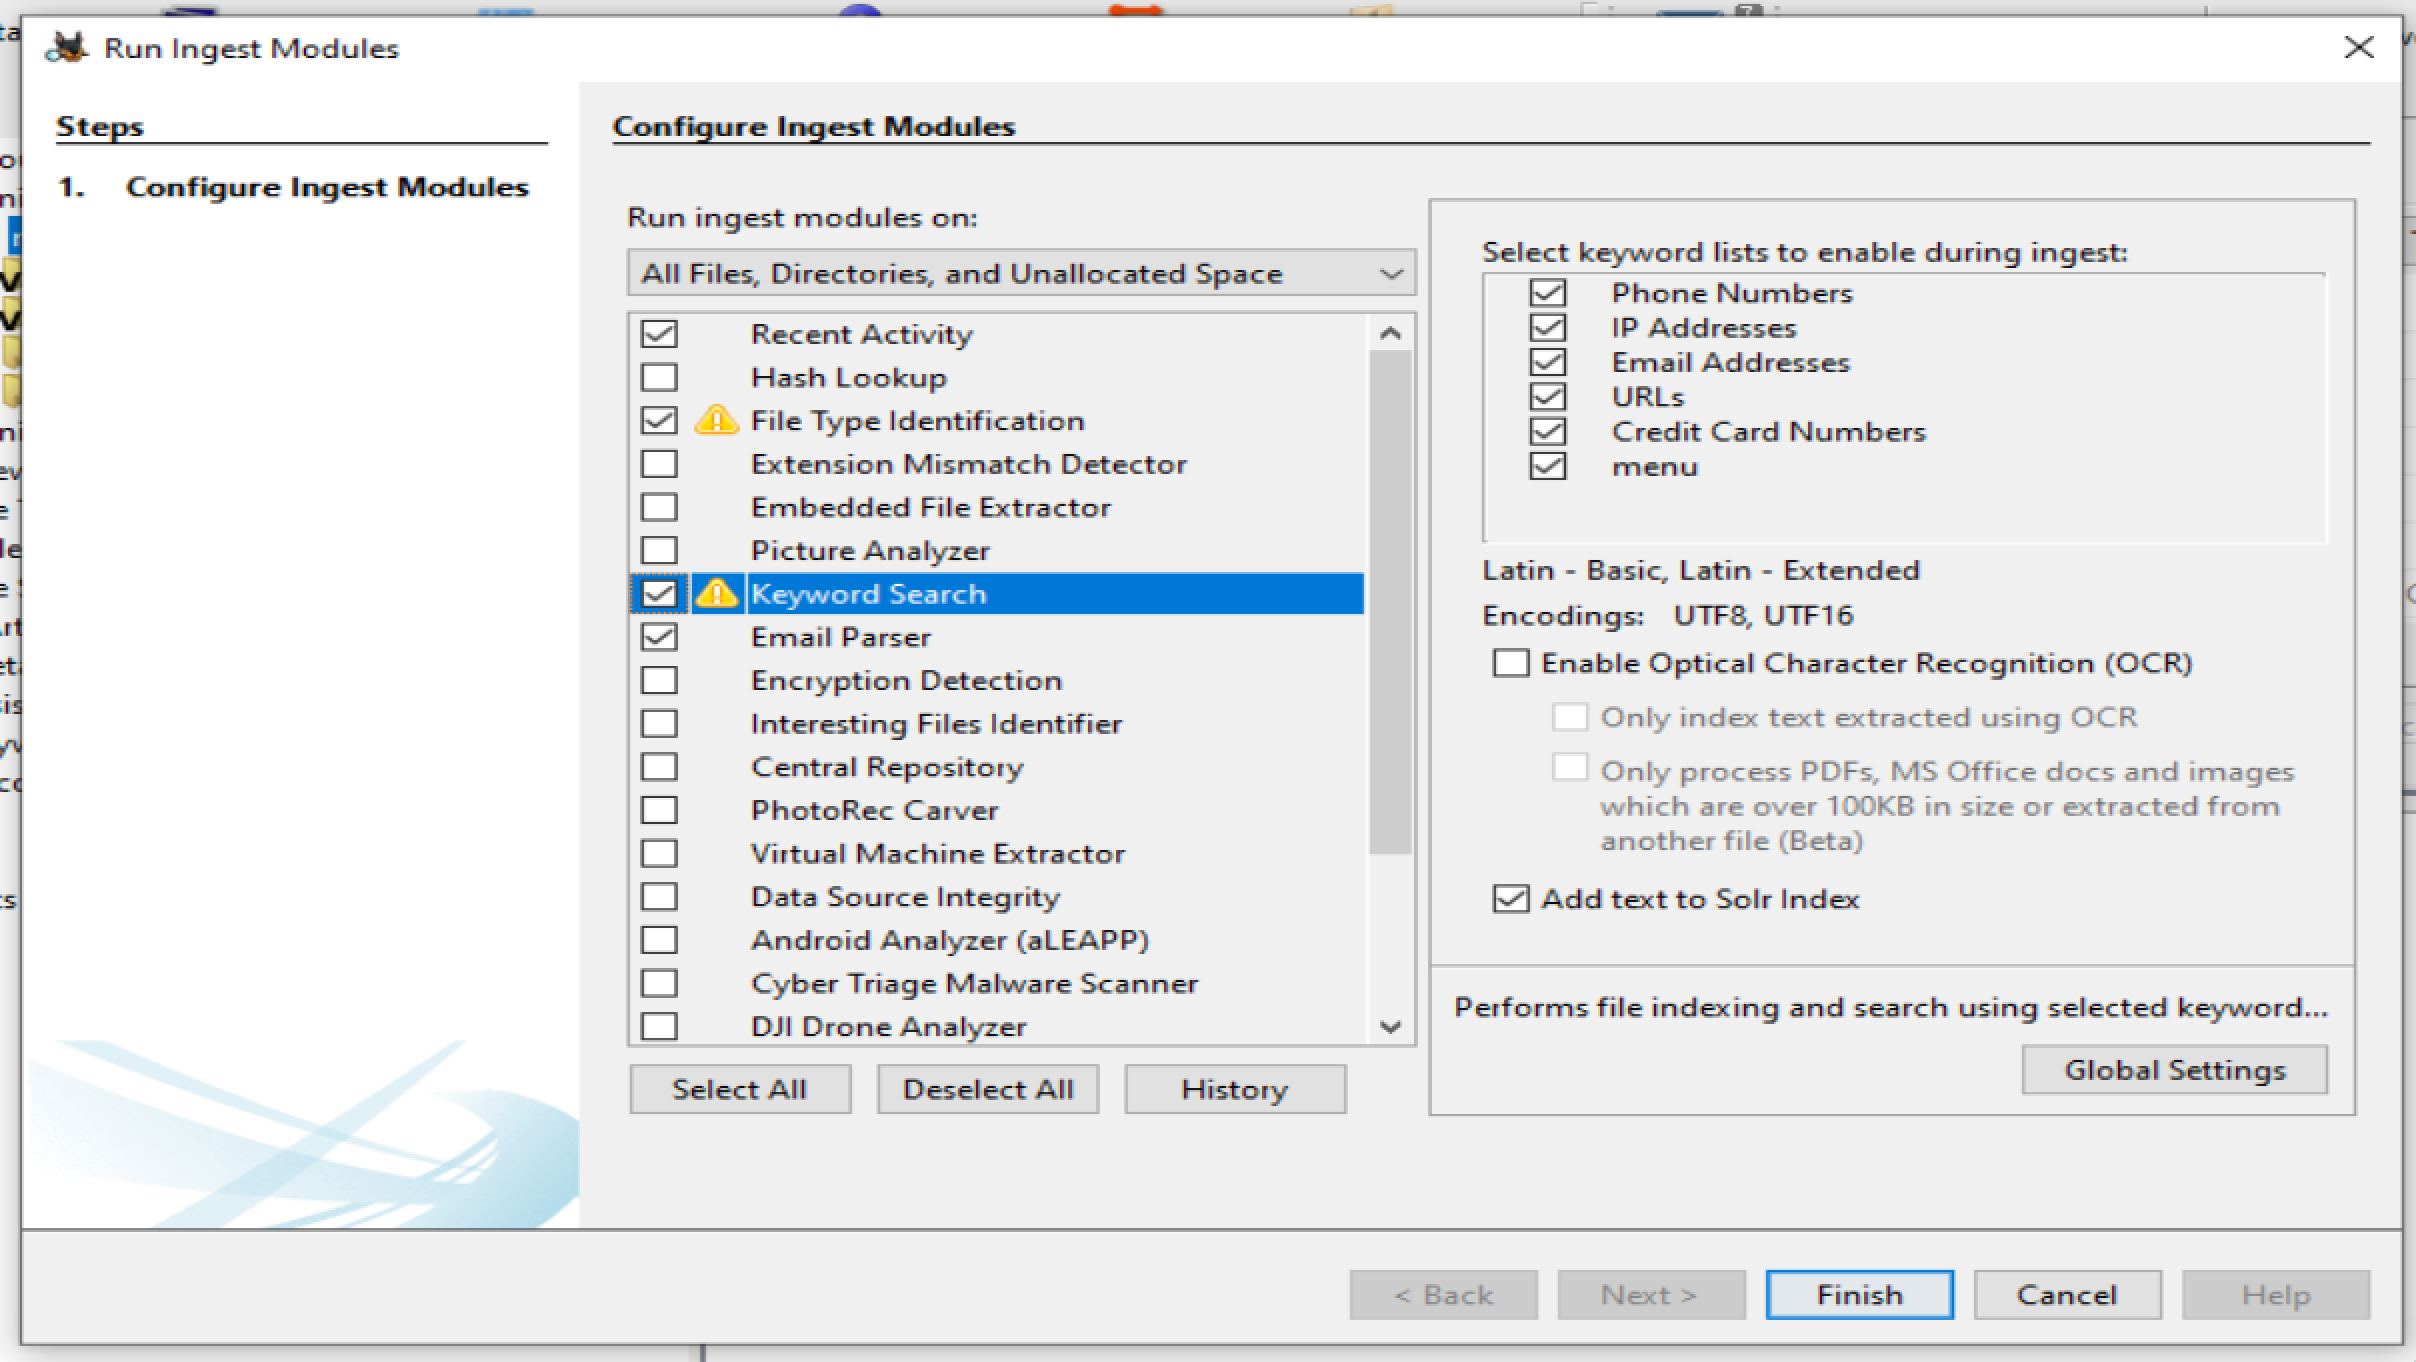 Run Ingest Modules
Steps
1. Configure Ingest Modules
Configure Ingest Modules
Run ingest modules on:
All Files, Directories, and Unallocated Space
Recent Activity
Hash Lookup
File Type Identification
Extension Mismatch Detector
Embedded File Extractor
Picture Analyzer
Keyword Search
Email Parser
Encryption Detection
Interesting Files Identifier
Central Repository
PhotoRec Carver
Virtual Machine Extractor
Data Source Integrity
Android Analyzer (aLEAPP)
Cyber Triage Malware Scanner
DJI Drone Analyzer
Select All
Deselect All
History
Select keyword lists to enable during ingest:
Phone Numbers
IP Addresses
Email Addresses
URLs
Credit Card Numbers
menu
Latin - Basic, Latin - Extended
Encodings: UTF8, UTF16
Enable Optical Character Recognition (OCR)
Only index text extracted using OCR
Only process PDFs, MS Office docs and images
which are over 100KB in size or extracted from
another file (Beta)
Add text to Solr Index
Performs file indexing and search using selected keyword...
Global Settings
< Back
Next >
Finish
Cancel
Help